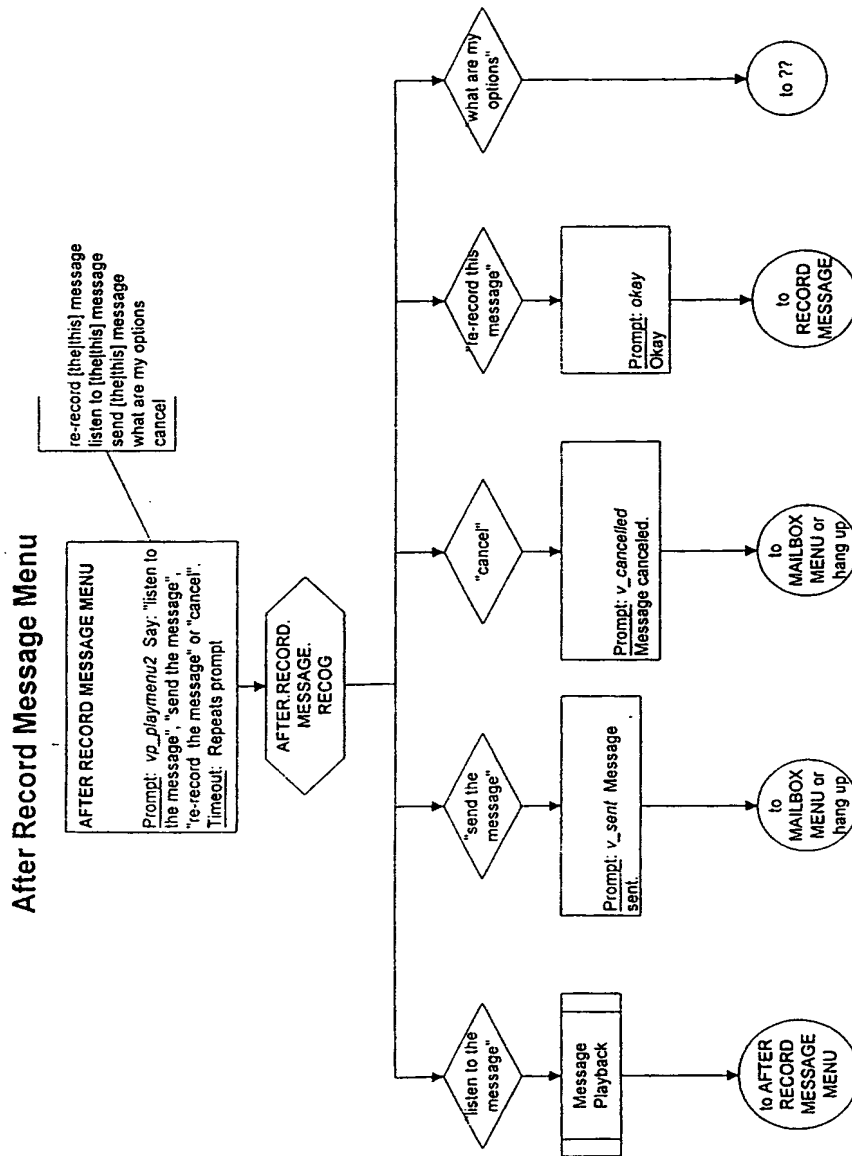 After Record Message Menu
AFTER RECORD MESSAGE MENU
Prompt: vp_playmenu2 Say: "listen to
the message", "send the message",
"re-record the message" or "cancel".
Timeout: Repeats prompt
re-record [the|this] message
listen to [the|this] message
send [the|this] message
what are my options
cancel
AFTER.RECORD.
MESSAGE.
RECOG
"listen to the
message"
Message
Playback
to AFTER
RECORD
MESSAGE
MENU
"send the
message"
Prompt: v_sent Message
sent.
to
MAILBOX
MENU or
hang up
"cancel"
Prompt: v_cancelled
Message canceled.
to
MAILBOX
MENU or
hang up
"re-record this
message"
Prompt: okay
Okay
to
RECORD
MESSAGE
"what are my
options"
to ??